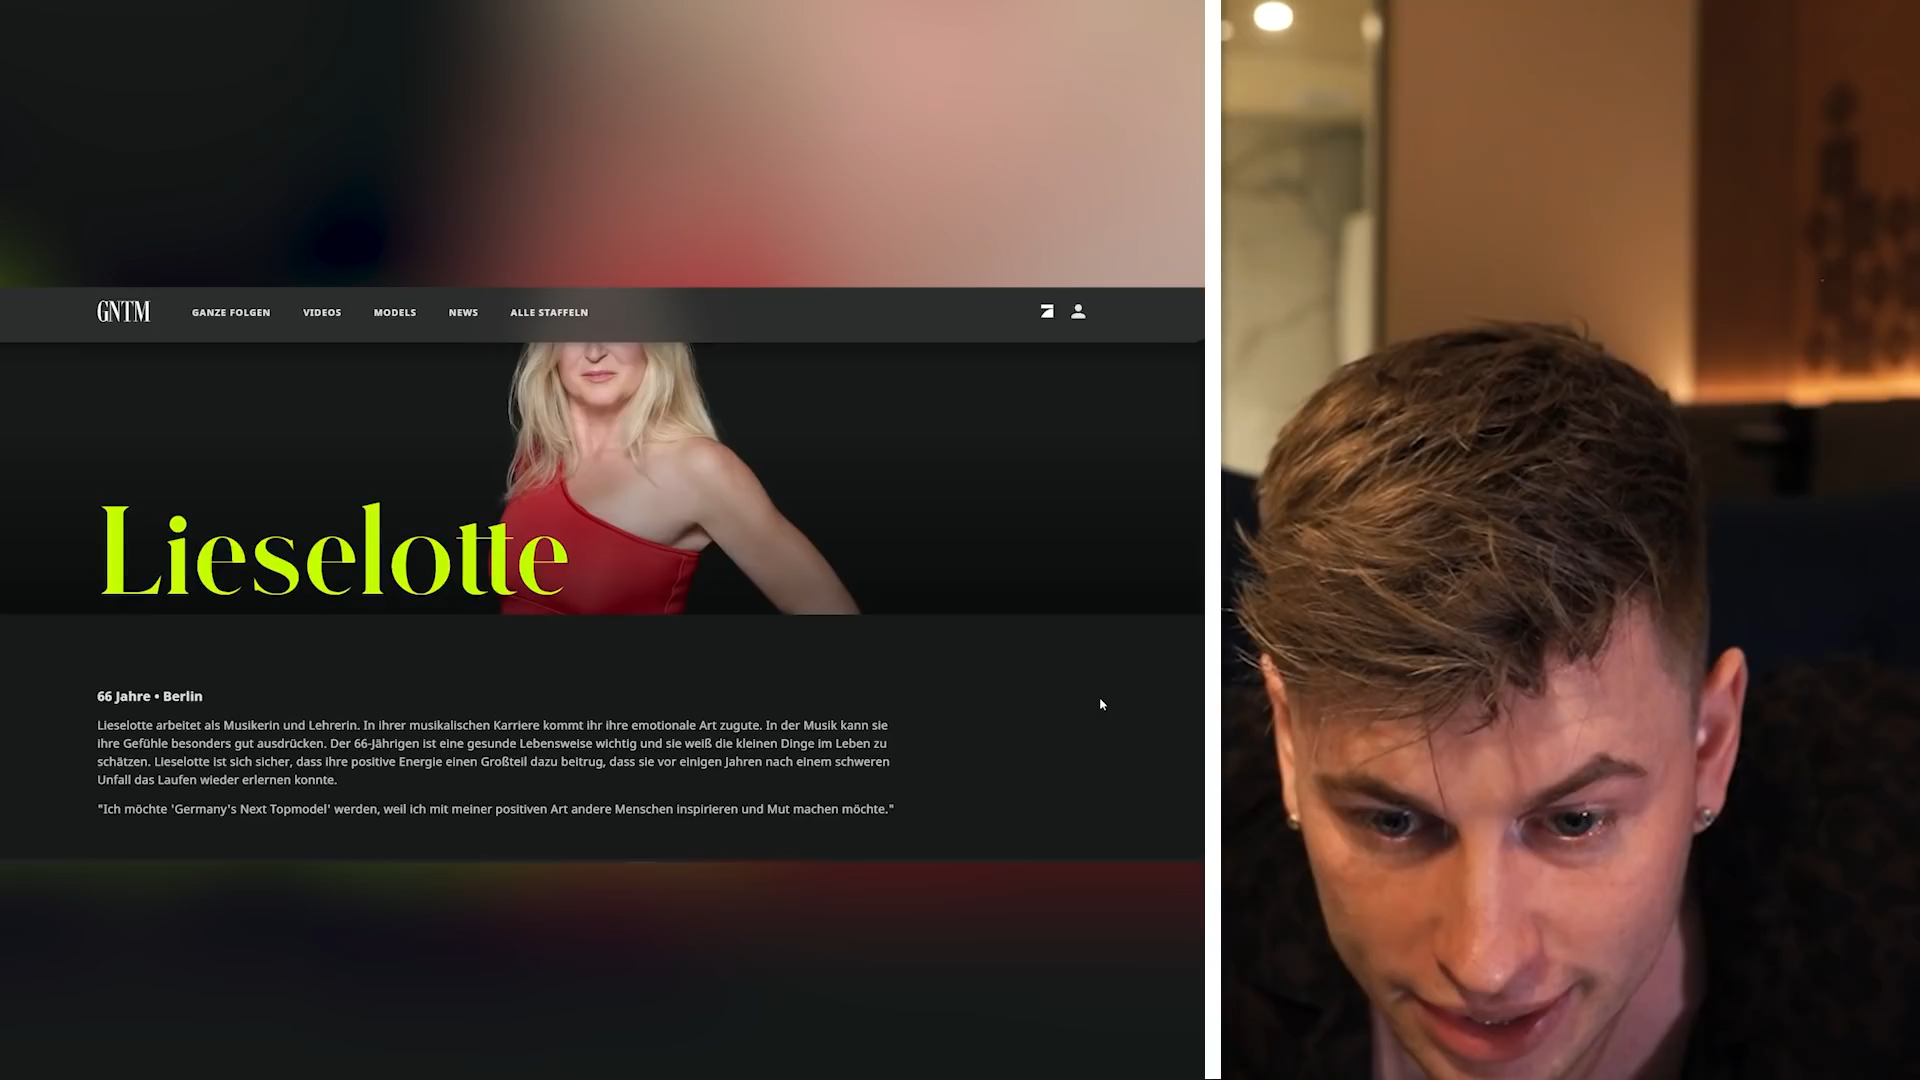 GNTM GANZE FOLGEN VIDEOS MODELS NEWS ALLE STAFFELN
Lieselotte
66 Jahre • Berlin
Lieselotte arbeitet als Musikerin und Lehrerin. In ihrer musikalischen Karriere kommt ihr ihre emotionale Art zugute. In der Musik kann sie
ihre Gefühle besonders gut ausdrücken. Der 66-Jährigen ist eine gesunde Lebensweise wichtig und sie weiß die kleinen Dinge im Leben zu
schätzen. Lieselotte ist sich sicher, dass ihre positive Energie einen Großteil dazu beitrug, dass sie vor einigen Jahren nach einem schweren
Unfall das Laufen wieder erlernen konnte.
"Ich möchte 'Germany's Next Topmodel' werden, weil ich mit meiner positiven Art andere Menschen inspirieren und Mut machen möchte."